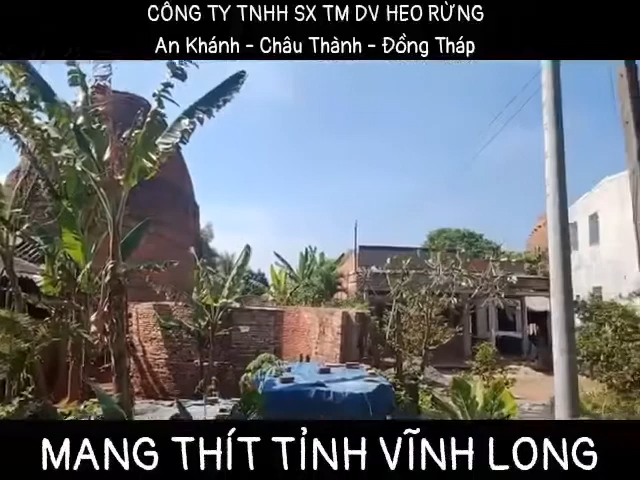 CÔNG TY TNHH SX TM DV HEO RỪNG
An Khánh - Châu Thành - Đồng Tháp
MANG THÍT TỈNH VĨNH LONG